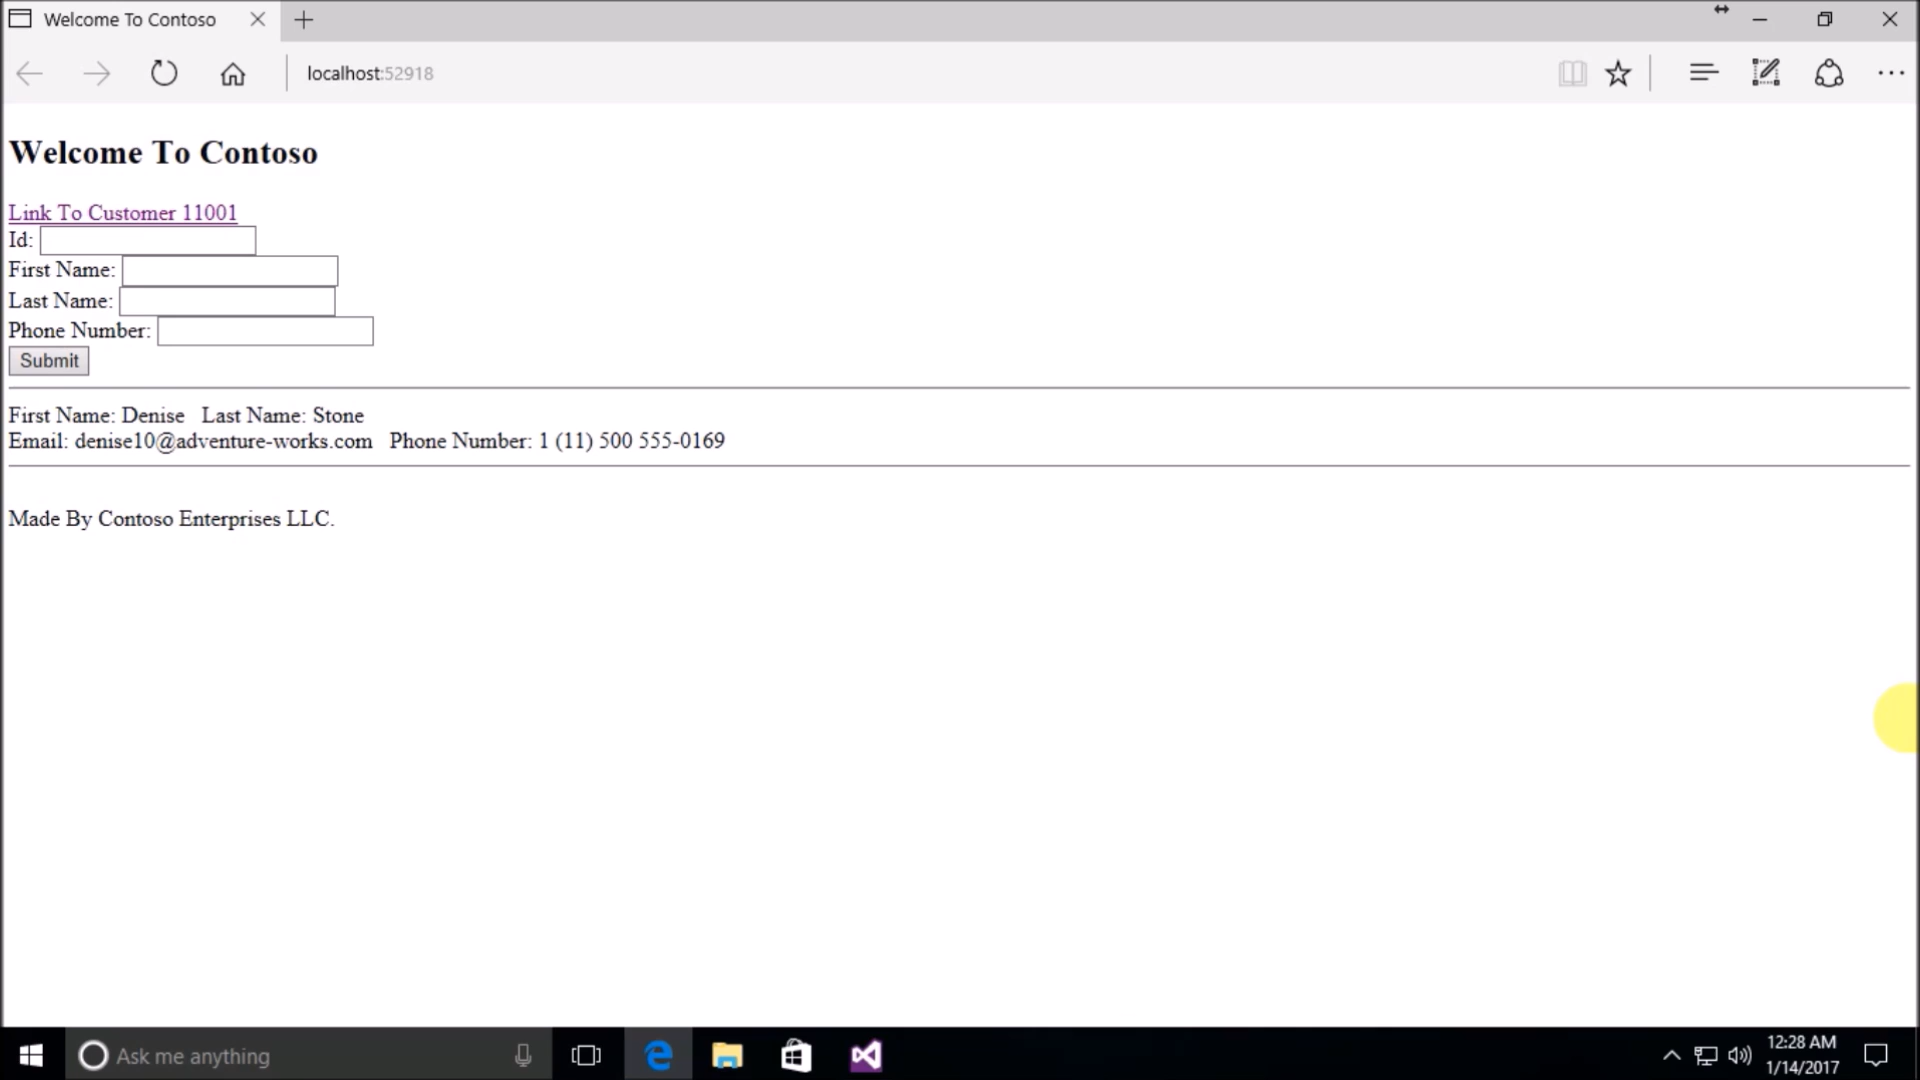 Welcome To Contoso
localhost:52918
Welcome To Contoso
Link To Customer 11001
Id:
First Name:
Last Name:
Phone Number:
Submit
First Name: Denise   Last Name: Stone
Email: denise10@adventure-works.com   Phone Number: 1 (11) 500 555-0169
Made By Contoso Enterprises LLC.
Ask me anything
12:28 AM
1/14/2017